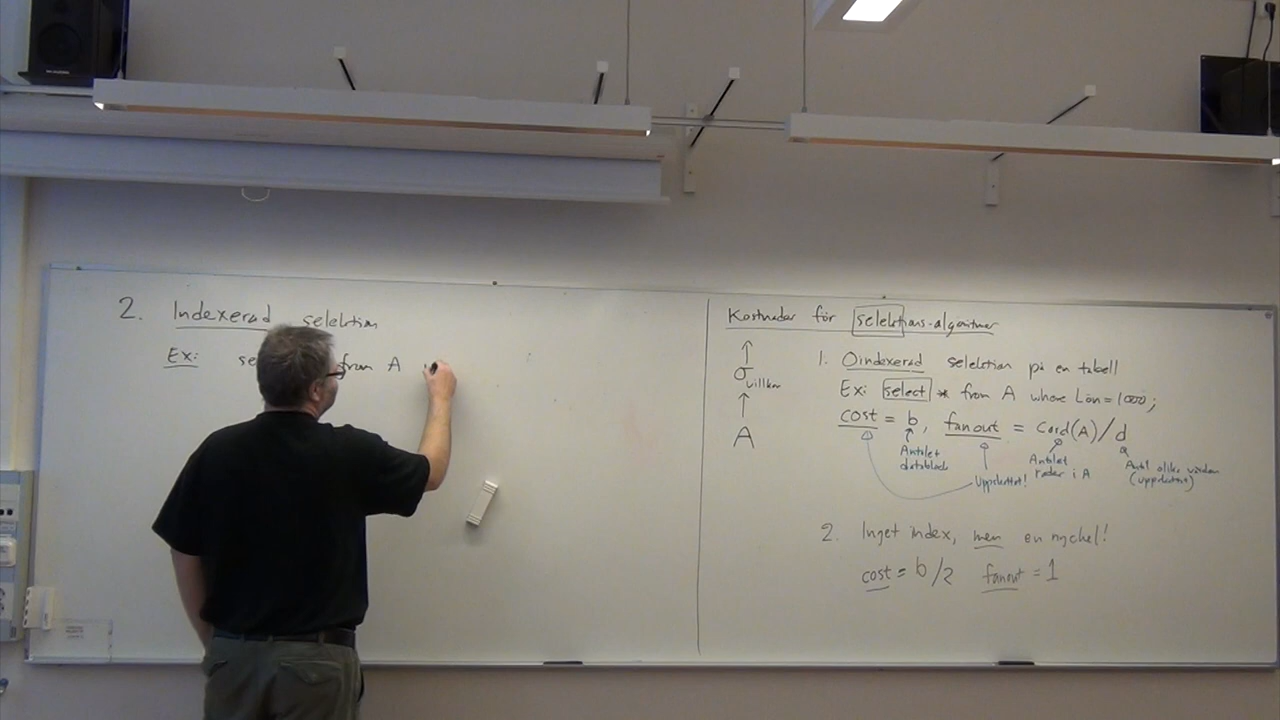 2. Indexerad selektion
Ex: se from A
Kostnader för selektions-algoritmer
↑
σvillkor
↑
A
1. Oindexerad selektion på en tabell
Ex: select * from A where Lön = 1000;
cost = b, fanout = Card(A)/d
Antalet
datablock
Uppskattat!
Antalet
rader i A
Antal olika värden
(uppskattat)
2. Inget index, men en nyckel!
cost = b/2 fanout = 1